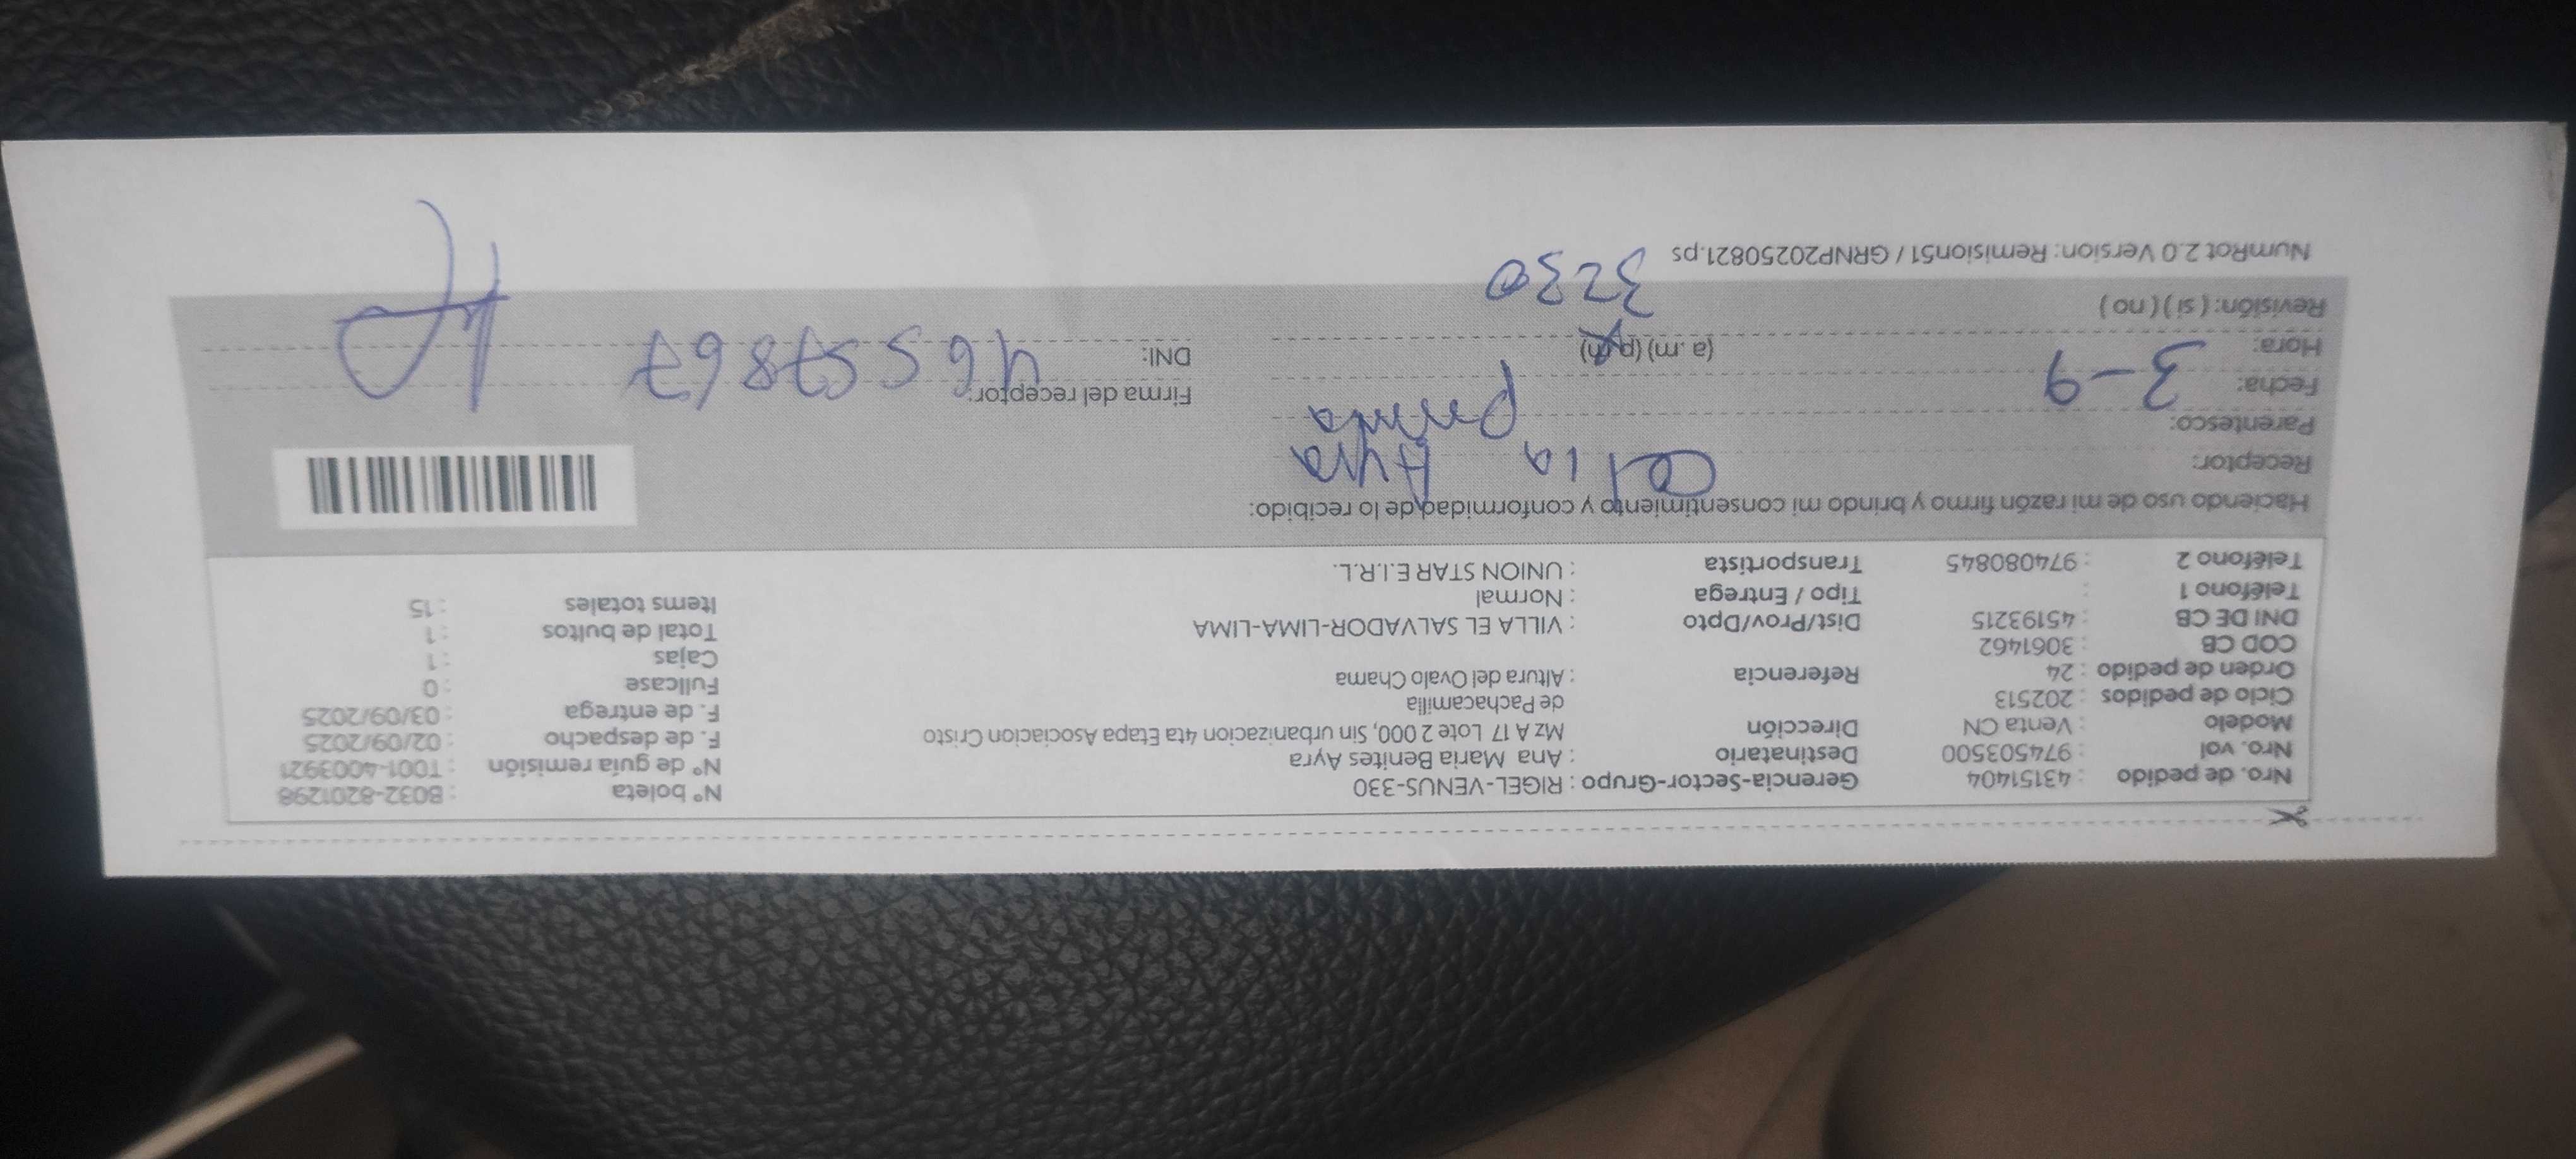 Nro. de pedido : 43151404 Gerencia-Sector-Grupo : RIGEL-VENUS-330 N° boleta : B032-8201298
Nro. vol : 974503500 Destinatario : Ana Maria Benites Ayra N° de guía remisión : T001-4003921
Modelo : Venta CN Dirección Mz A 17 Lote 2 000, Sin urbanizacion 4ta Etapa Asociacion Cristo F. de despacho : 02/09/2025
Ciclo de pedidos : 202513 de Pachacamilla F. de entrega : 03/09/2025
Orden de pedido : 24 Referencia : Altura del Ovalo Chama Fullcase : 0
COD CB : 3061462 Cajas : 1
DNI DE CB : 45193215 Dist/Prov/Dpto : VILLA EL SALVADOR-LIMA-LIMA Total de bultos : 1
Teléfono 1 : Tipo / Entrega : Normal Items totales : 15
Teléfono 2 : 974080845 Transportista : UNION STAR E.I.R.L.
Haciendo uso de mi razón firmo y brindo mi consentimiento y conformidad de lo recibido:
Receptor: Celia Ayra
Parentesco: Prima
Fecha: 3-9 Firma del receptor:
Hora: (a.m) (p.m) DNI: 46557867
Revisión: ( si ) ( no ) 3230
NumRot 2.0 Version: Remision51 / GRNP20250821.ps